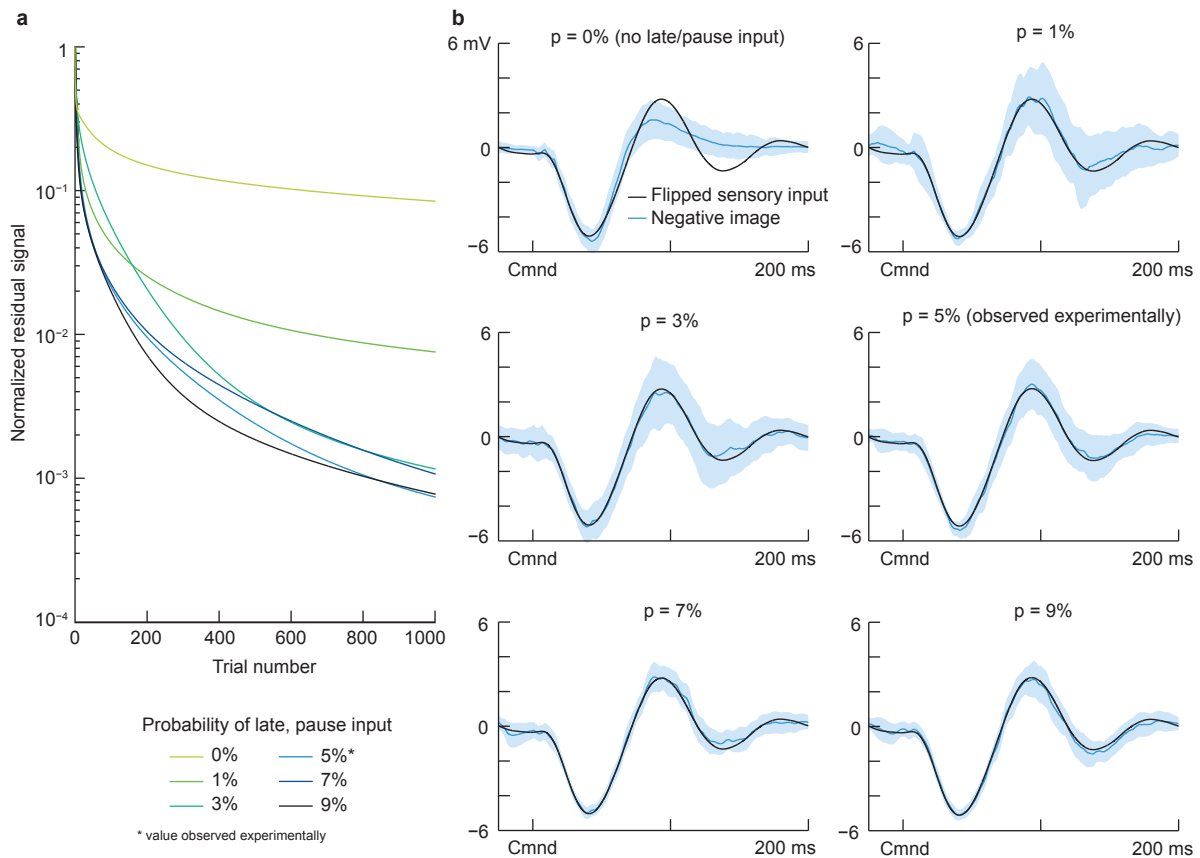 a
1
10⁻¹
10⁻²
10⁻³
10⁻⁴
Normalized residual signal
0 200 400 600 800 1000
Trial number
Probability of late, pause input
0% 5%*
1% 7%
3% 9%
* value observed experimentally
b
p = 0% (no late/pause input)
6 mV
0
−6
Flipped sensory input
Negative image
Cmnd 200 ms
p = 1%
6
0
−6
Cmnd 200 ms
p = 3%
6
0
−6
Cmnd 200 ms
p = 5% (observed experimentally)
6
0
−6
Cmnd 200 ms
p = 7%
6
0
−6
Cmnd 200 ms
p = 9%
6
0
−6
Cmnd 200 ms